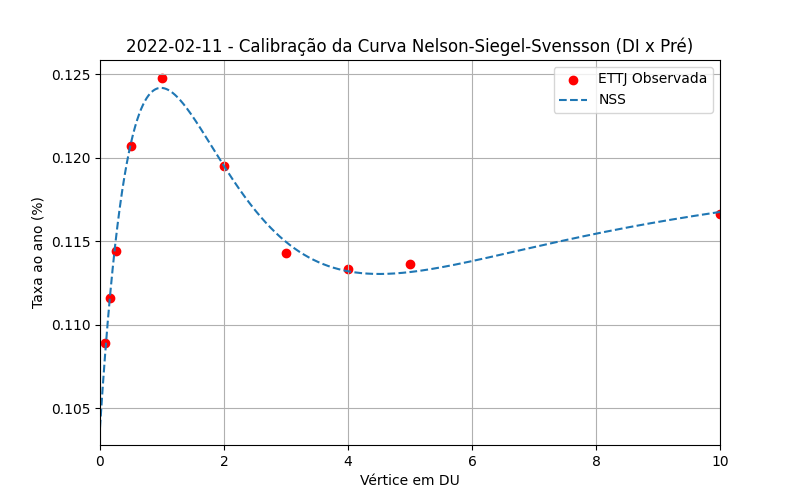 2022-02-11 - Calibração da Curva Nelson-Siegel-Svensson (DI x Pré)
ETTJ Observada
NSS
Taxa ao ano (%)
0.125
0.120
0.115
0.110
0.105
0 2 4 6 8 10
Vértice em DU